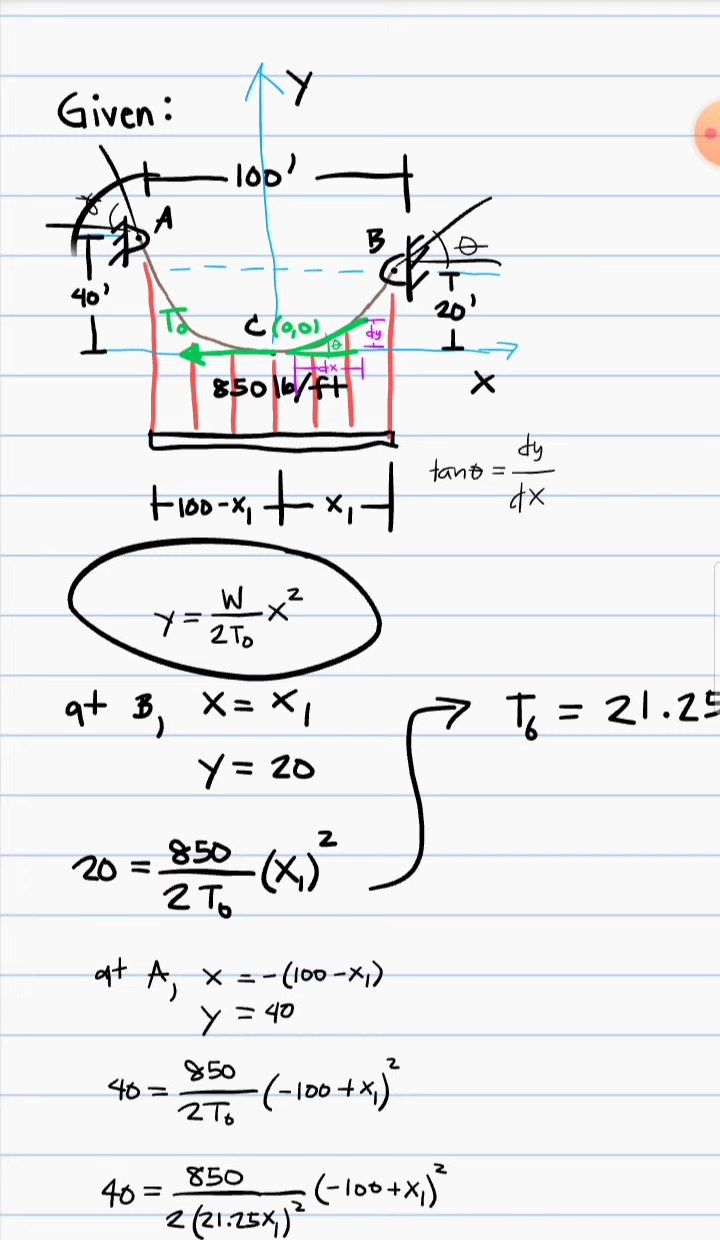 Y
Given:
100'
A
B
θ
40'
20'
T₀
C (0,0)
θ
dy
dx
850 lb/ft
X
tanθ = dy/dx
100-x₁
x₁
y = W/2T₀ x²
at B, x = x₁
y = 20
T₀ = 21.25
20 = 850/2T₀ (x₁)²
at A, x = -(100-x₁)
y = 40
40 = 850/2T₀ (-100+x₁)²
40 = 850/2(21.25x₁)² (-100+x₁)²